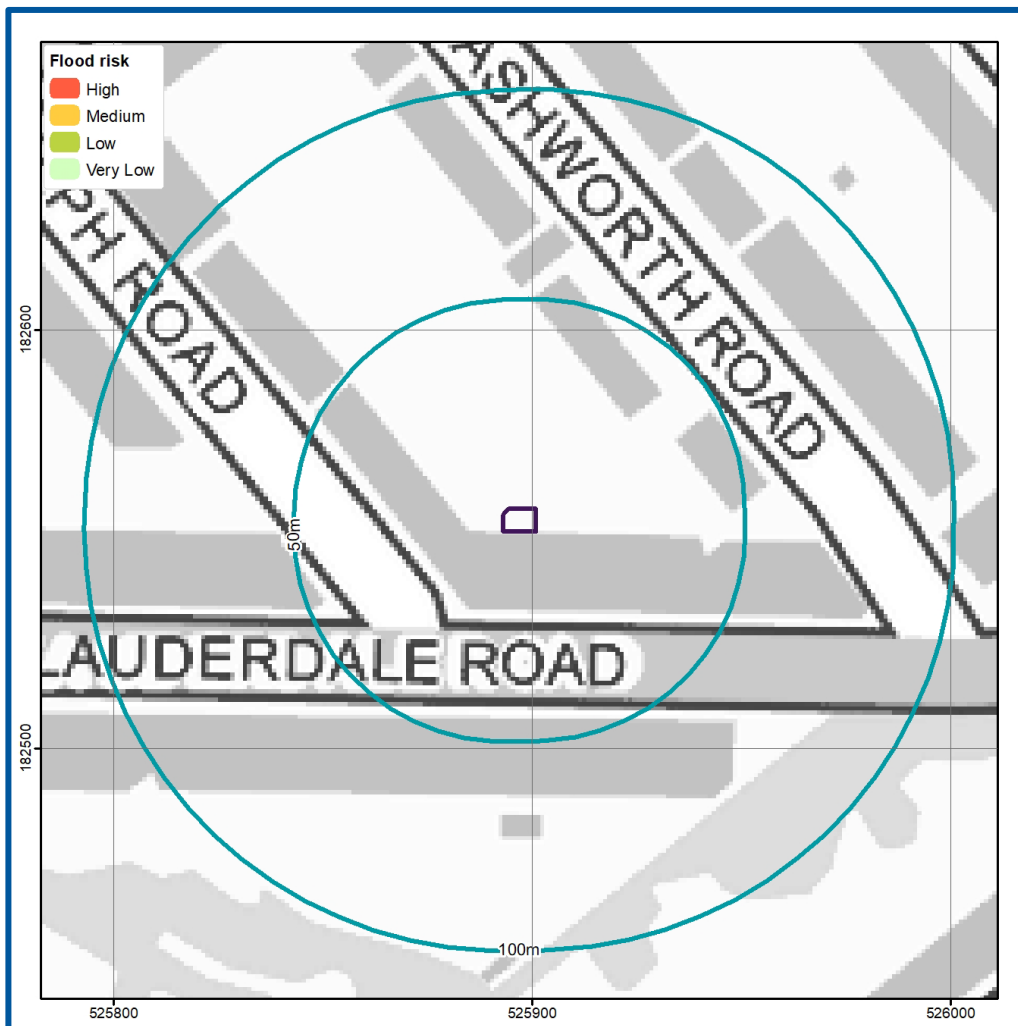 Flood risk
High
Medium
Low
Very Low
ASHWORTH ROAD
PH ROAD
182600
50m
LAUDERDALE ROAD
182500
100m
525800
525900
526000